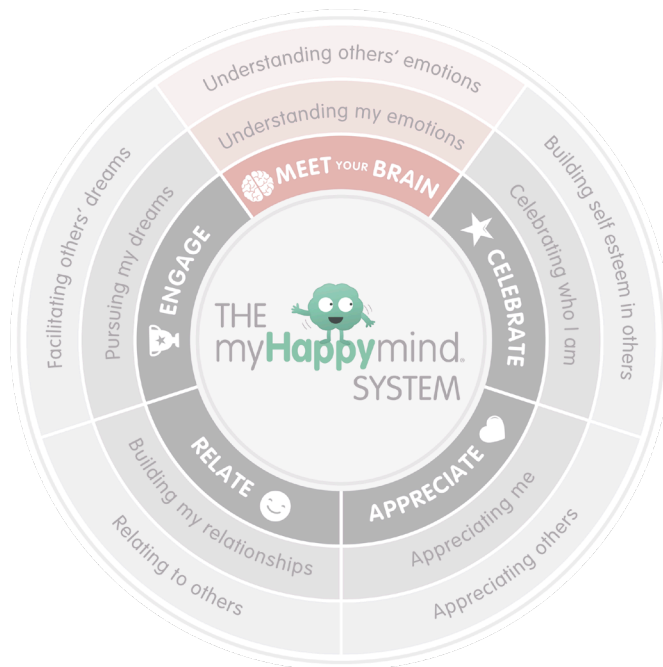 Understanding others' emotions
Understanding my emotions
MEET YOUR BRAIN
Building self esteem in others
Celebrating who I am
CELEBRATE
Appreciating others
Appreciating me
APPRECIATE
Relating to others
Building my relationships
RELATE
Facilitating others' dreams
Pursuing my dreams
ENGAGE
THE
myHappymind®
SYSTEM